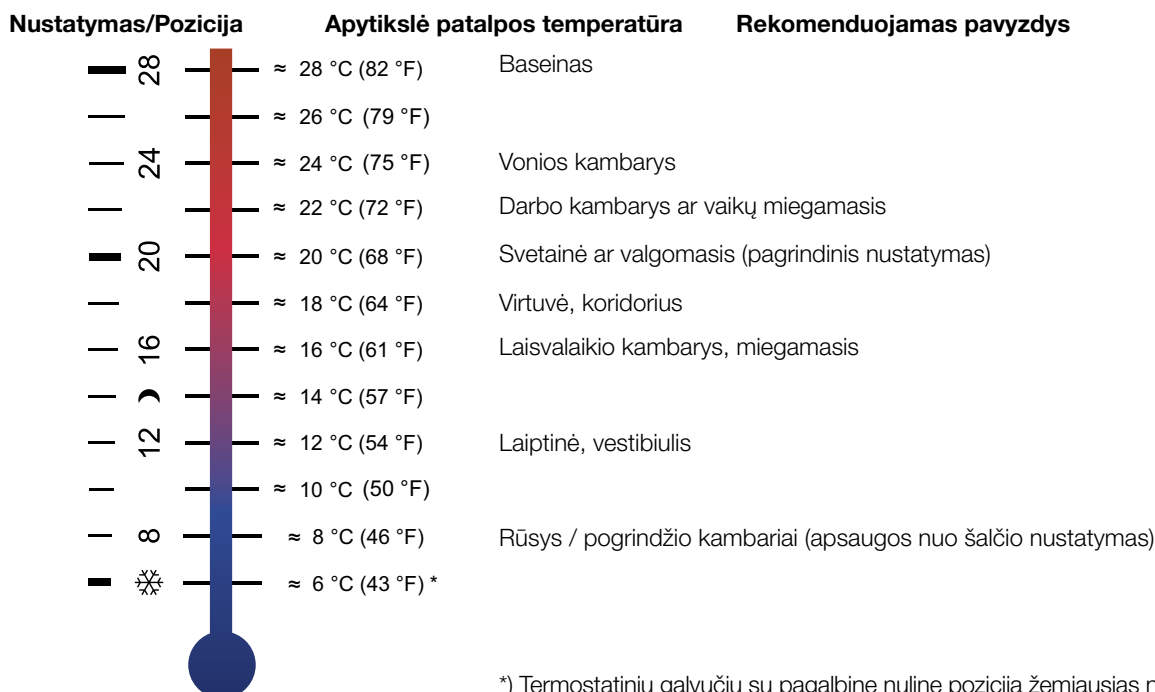 Nustatymas/Pozicija Apytikslė patalpos temperatūra Rekomenduojamas pavyzdys
28 ≈ 28 °C (82 °F) Baseinas
≈ 26 °C (79 °F)
24 ≈ 24 °C (75 °F) Vonios kambarys
≈ 22 °C (72 °F) Darbo kambarys ar vaikų miegamasis
20 ≈ 20 °C (68 °F) Svetainė ar valgomasis (pagrindinis nustatymas)
≈ 18 °C (64 °F) Virtuvė, koridorius
16 ≈ 16 °C (61 °F) Laisvalaikio kambarys, miegamasis
≈ 14 °C (57 °F)
12 ≈ 12 °C (54 °F) Laiptinė, vestibiulis
≈ 10 °C (50 °F)
8 ≈ 8 °C (46 °F) Rūsys / pogrindžio kambariai (apsaugos nuo šalčio nustatymas)
≈ 6 °C (43 °F) *
*) Termostatinių galvučių su pagalbine nuline pozicija žemiausias